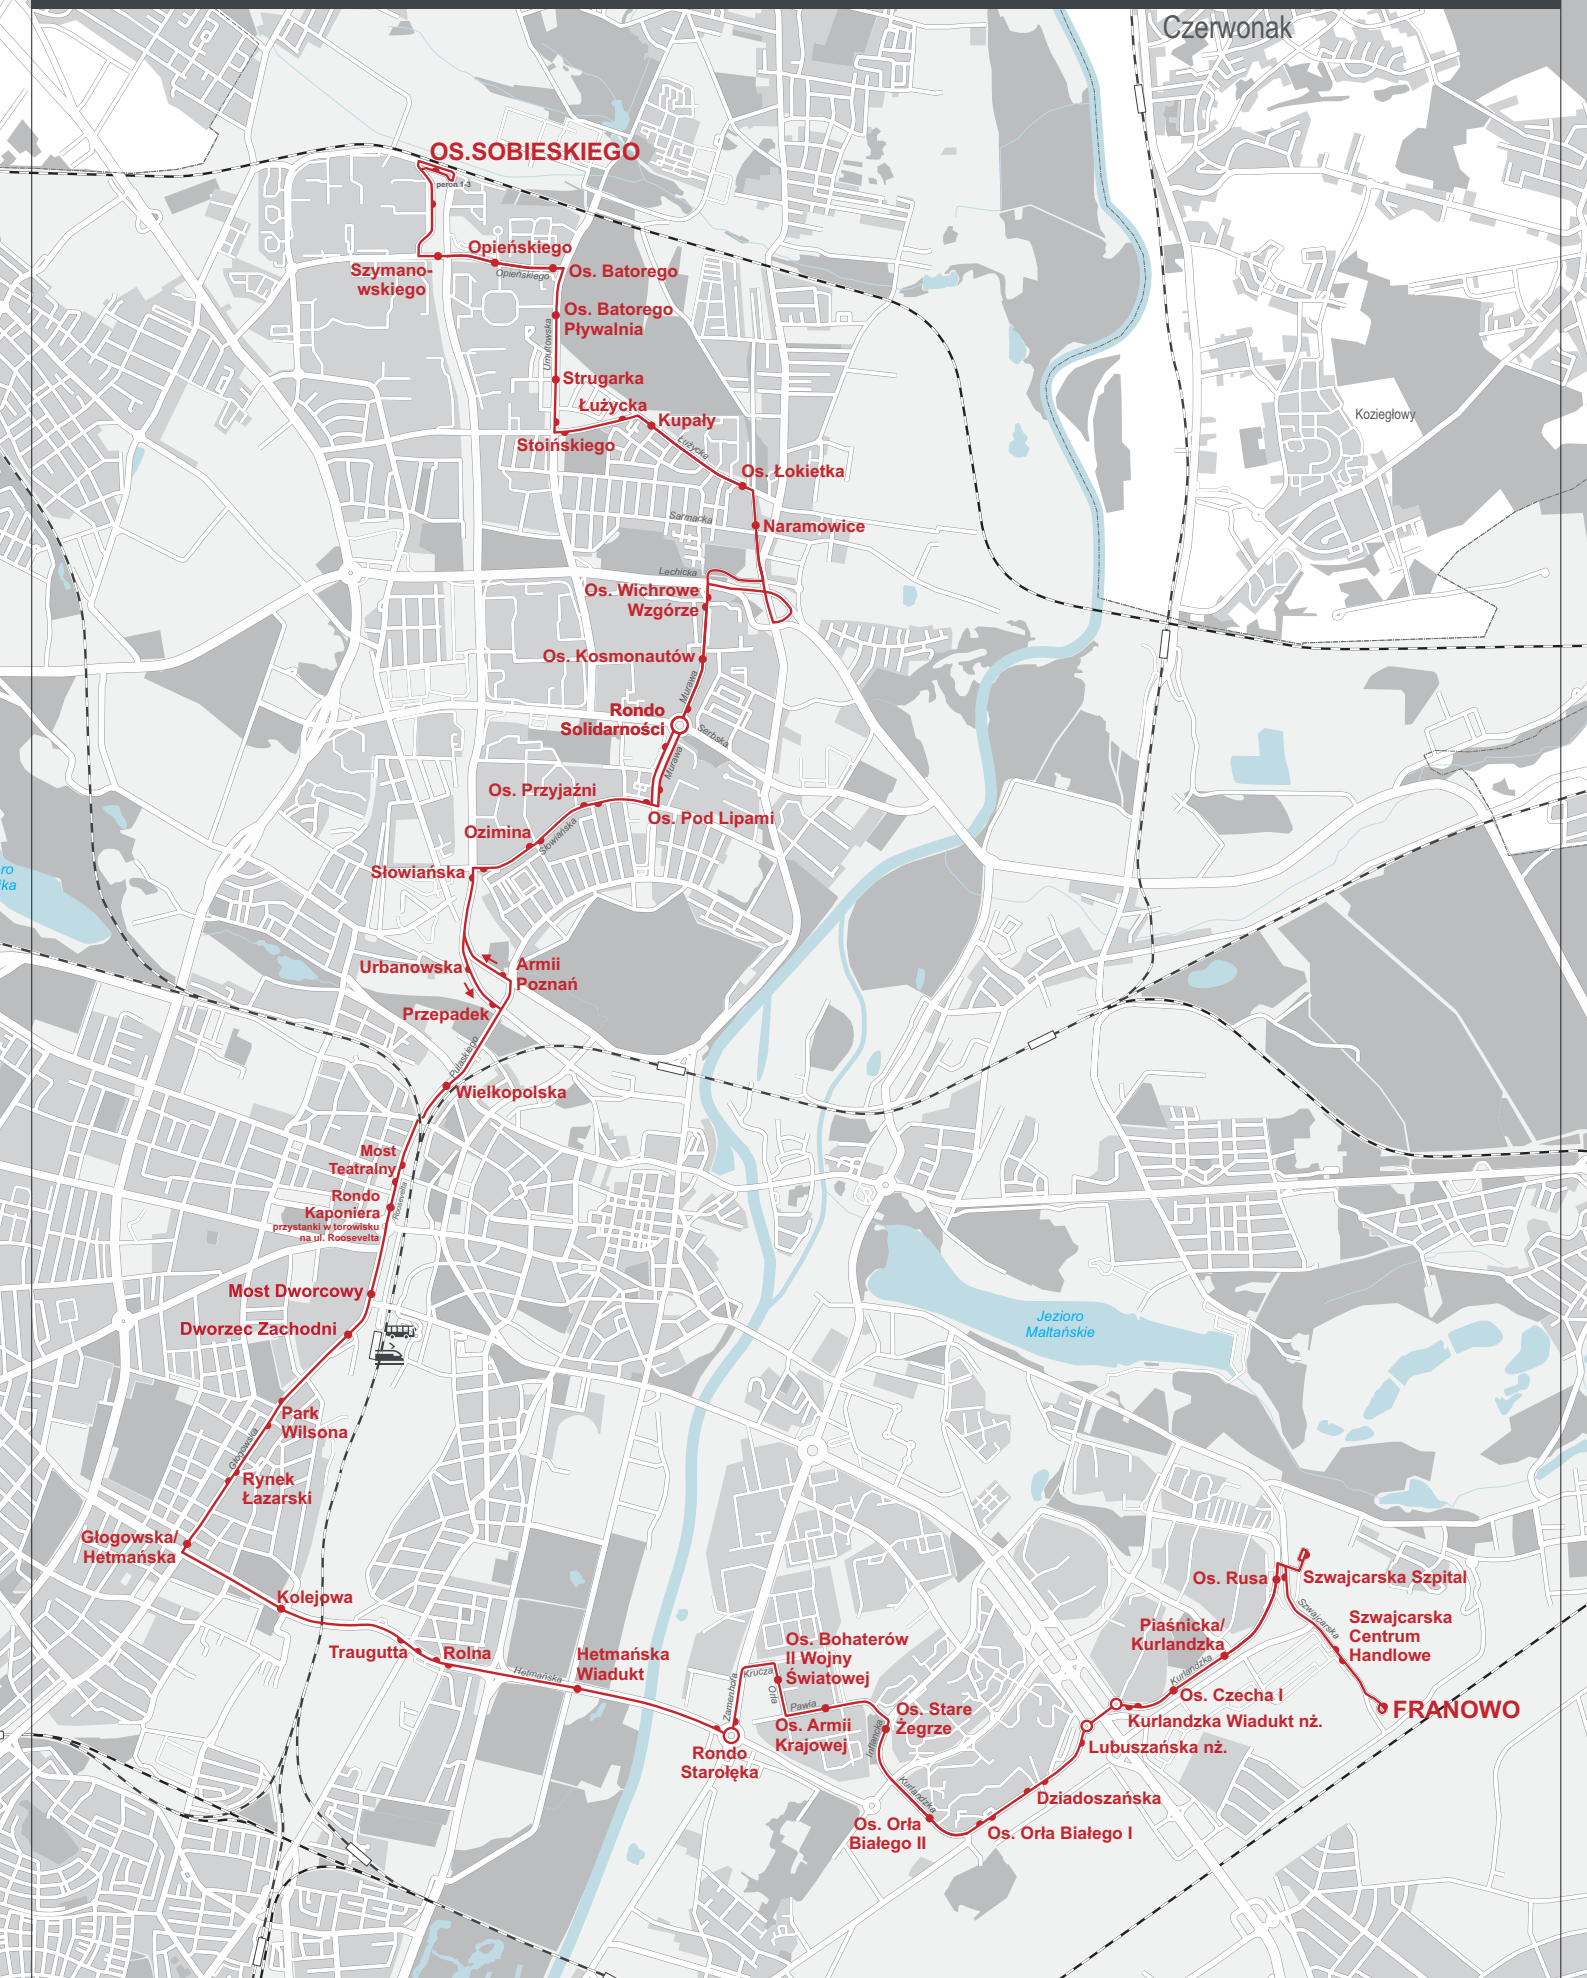 Czerwonak
OS.SOBIESKIEGO
peron 1-3
Opieńskiego
Szymano-
wskiego
Opieńskiego
Os. Batorego
Os. Batorego
Pływalnia
Umultowska
Strugarka
Łużycka
Kupały
Koziegłowy
Stoińskiego
Łużycka
Os. Łokietka
Sarmacka
Naramowice
Lechicka
Os. Wichrowe
Wzgórze
Os. Kosmonautów
Murawa
Rondo
Solidarności
Serbska
Murawa
Os. Przyjaźni
Os. Pod Lipami
Ozimina
Słowiańska
Słowiańska
ro
Urbanowska
Armii
Poznań
Przepadek
Pułaskiego
Wielkopolska
Most
Teatralny
Rondo
Kaponiera
przystanki w torowisku
na ul. Roosevelta
Roosevelta
Most Dworcowy
Dworzec Zachodni
Jezioro
Maltańskie
Park
Wilsona
Głogowska
Rynek
Łazarski
Głogowska/
Hetmańska
Kolejowa
Traugutta
Rolna
Hetmańska
Hetmańska
Wiadukt
Zamenhofa
Krucza
Orla
Os. Bohaterów
II Wojny
Światowej
Pawia
Os. Armii
Krajowej
Rondo
Starołęka
Os. Stare
Żegrze
Inflancka
Kurlandzka
Os. Orła
Białego II
Os. Orła Białego I
Dziadoszańska
Lubuszańska nż.
Kurlandzka Wiadukt nż.
Os. Czecha I
Kurlandzka
Piaśnicka/
Kurlandzka
Os. Rusa
Szwajcarska Szpital
Szwajcarska
Szwajcarska
Centrum
Handlowe
FRANOWO